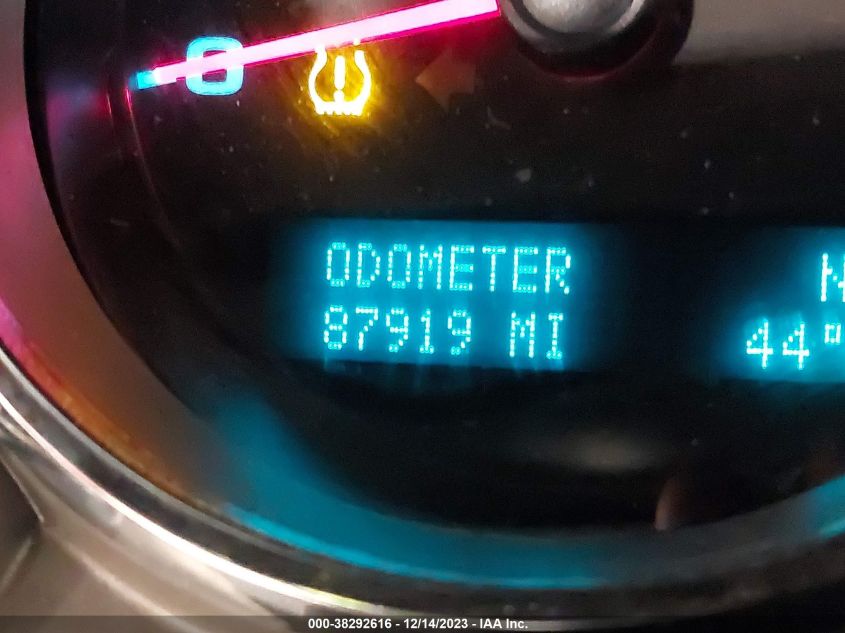 0
ODOMETER
87919 MI
N
44°
000-38292616 - 12/14/2023 - IAA Inc.